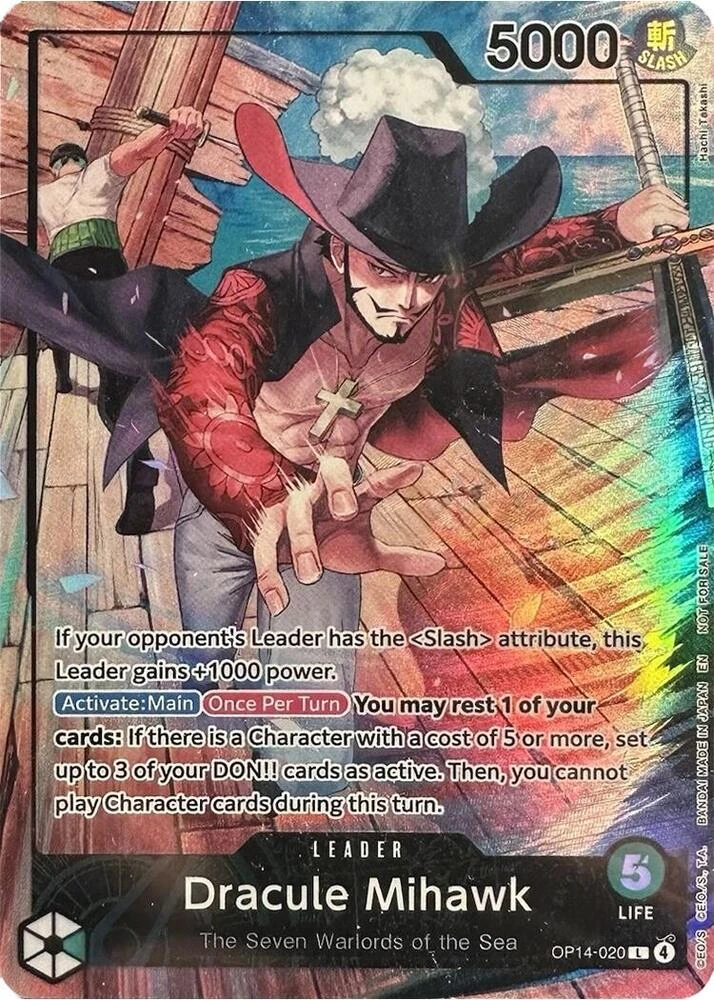 5000
斬
SLASH
Hachi Takashi
If your opponent's Leader has the <Slash> attribute, this
Leader gains +1000 power.
Activate:Main Once Per Turn You may rest 1 of your
cards: If there is a Character with a cost of 5 or more, set
up to 3 of your DON!! cards as active. Then, you cannot
play Character cards during this turn.
LEADER
Dracule Mihawk
The Seven Warlords of the Sea
5
LIFE
OP14-020 L 4
©EO/S ©E.O./S., T.A. BANDAI MADE IN JAPAN EN NOT FOR SALE